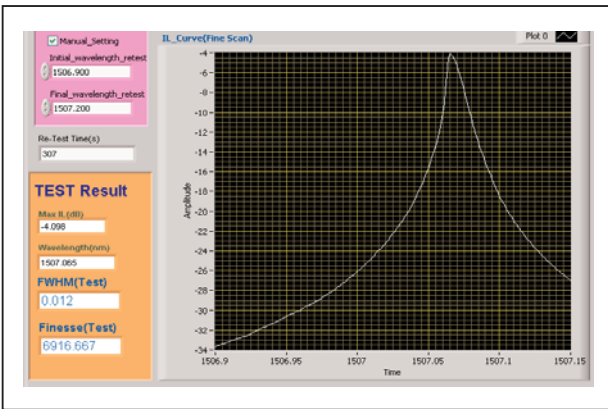 Manual_Setting
Initial_wavelength_retest
1506.900
Final_wavelength_retest
1507.200
Re-Test Time(s)
307
TEST Result
Max IL(dB)
-4.098
Wavelength(nm)
1507.065
FWHM(Test)
0.012
Finesse(Test)
6916.667
IL_Curve(Fine Scan)
Plot 0
Amplitude
-4
-6
-8
-10
-12
-14
-16
-18
-20
-22
-24
-26
-28
-30
-32
-34
1506.9
1506.95
1507
1507.05
1507.1
1507.15
Time